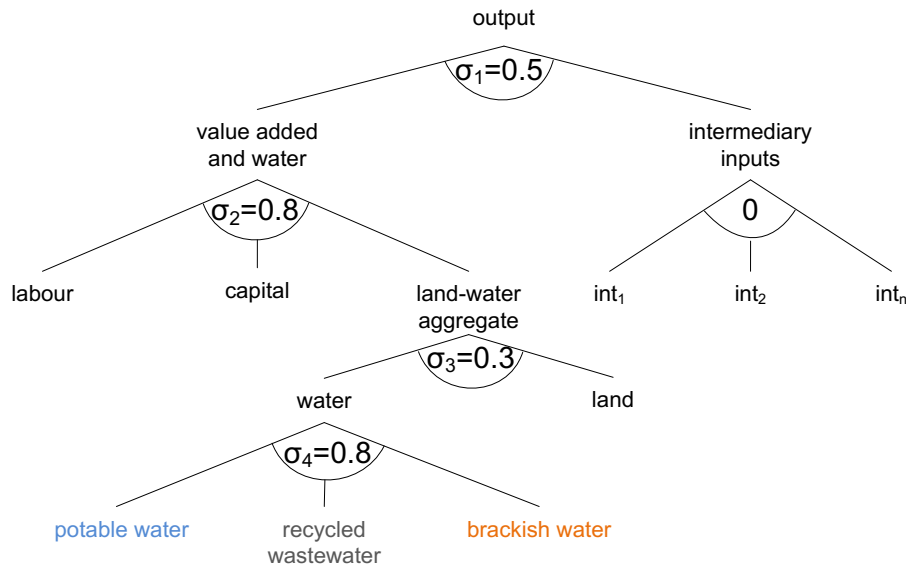 output
σ₁=0.5
value added
and water
intermediary
inputs
σ₂=0.8
0
labour
capital
land-water
aggregate
int₁
int₂
intₙ
σ₃=0.3
water
land
σ₄=0.8
potable water
recycled
wastewater
brackish water